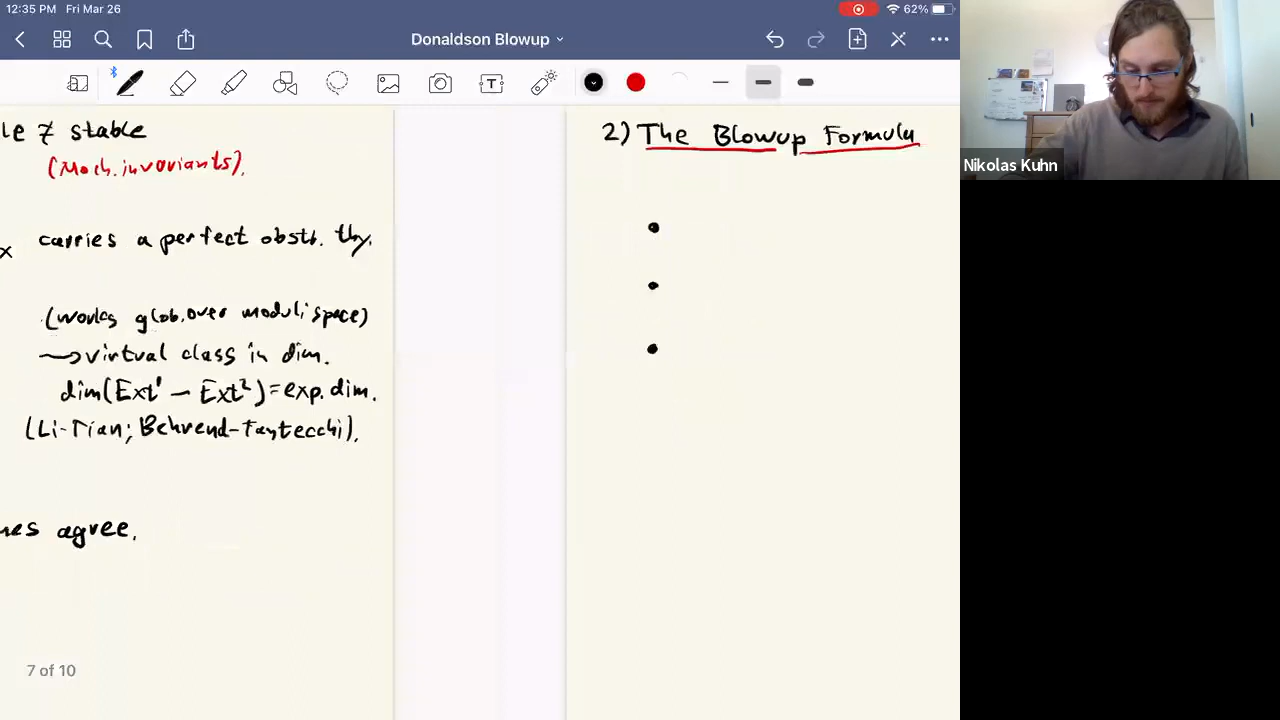 12:35 PM Fri Mar 26
62%
Donaldson Blowup
le ≠ stable
(Moch. invariants).
x carries a perfect obstr. thy.
(works glob. over moduli space)
→ virtual class in dim.
dim(Ext¹ – Ext²) = exp. dim.
(Li-Tian; Behrend-Fantecchi).
mes agree.
7 of 10
2) The Blowup Formula
•
•
•
Nikolas Kuhn